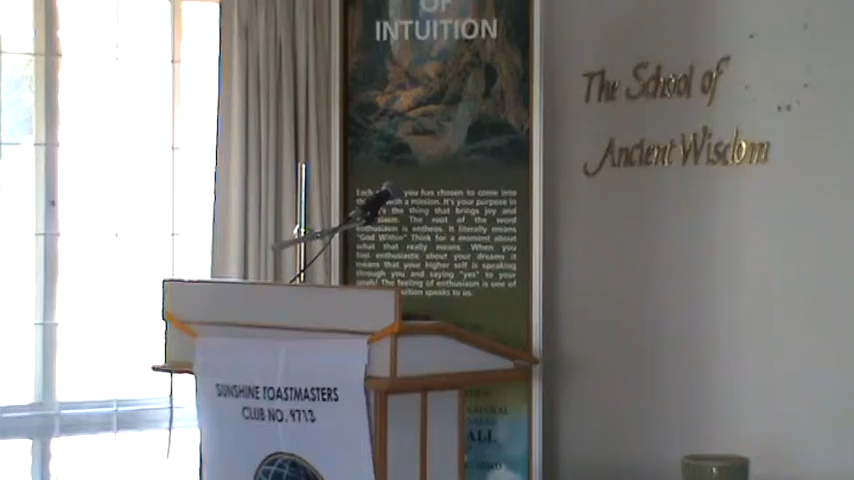 OF
INTUITION
The School of
Ancient Wisdom
Each you has chosen to come into
with a mission. It's your purpose in
the thing that brings joy and
The root of the word
enthusiasm is entheos. It literally means
"God Within" Think for a moment about
what that really means. When you
feel enthusiastic about your dreams it
means that your higher self is speaking
through you and saying "yes" to your
goals! The feeling of enthusiasm is one of
intuition speaks to us.
SUNSHINE TOASTMASTERS
CLUB NO. 9713
NATURAL
ALL